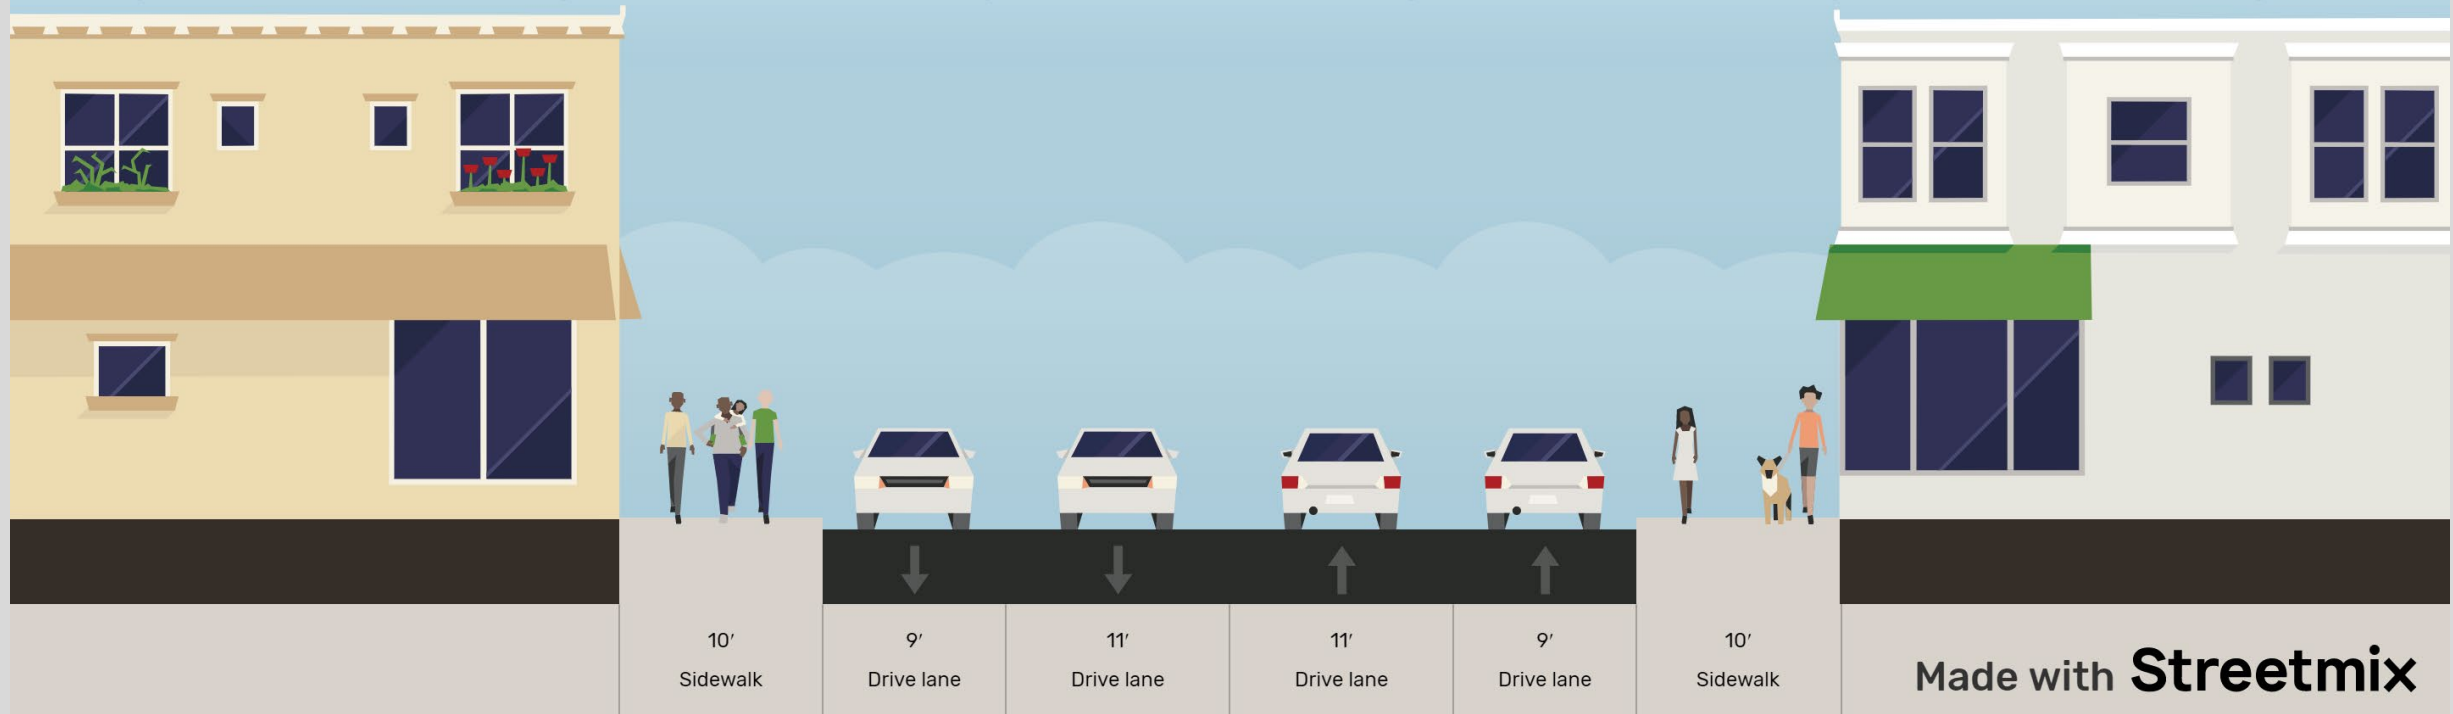 10′
Sidewalk
9′
Drive lane
11′
Drive lane
11′
Drive lane
9′
Drive lane
10′
Sidewalk
Made with Streetmix